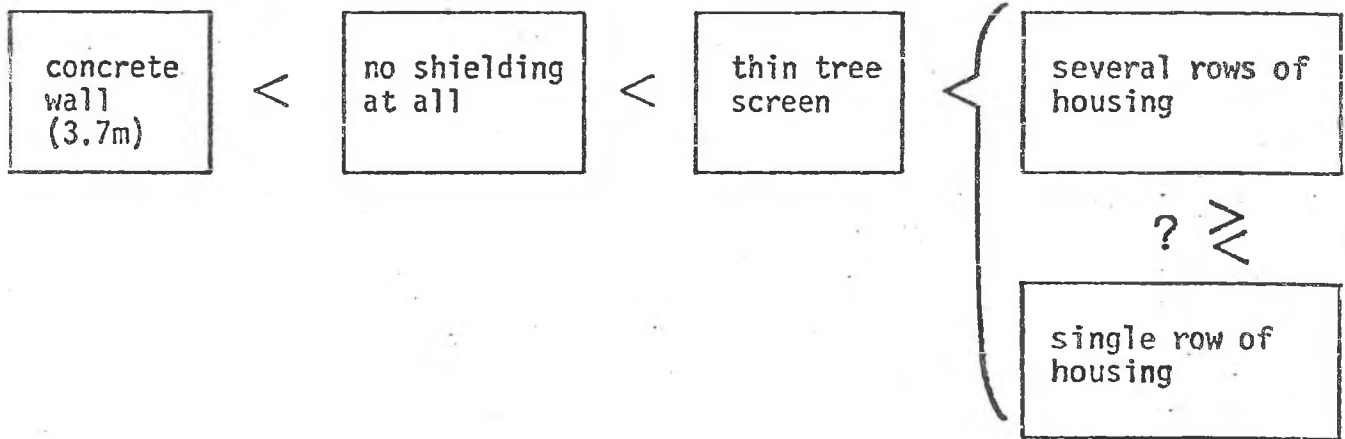 concrete
wall
(3.7m)
<
no shielding
at all
<
thin tree
screen
<
several rows of
housing
? ≷
single row of
housing